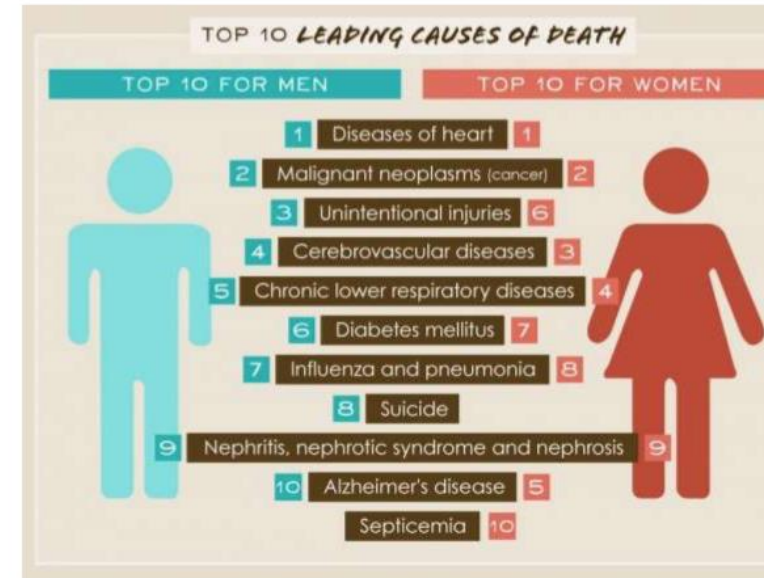 TOP 10 LEADING CAUSES OF DEATH
TOP 10 FOR MEN TOP 10 FOR WOMEN
1 Diseases of heart 1
2 Malignant neoplasms (cancer) 2
3 Unintentional injuries 6
4 Cerebrovascular diseases 3
5 Chronic lower respiratory diseases 4
6 Diabetes mellitus 7
7 Influenza and pneumonia 8
8 Suicide
9 Nephritis, nephrotic syndrome and nephrosis 9
10 Alzheimer's disease 5
Septicemia 10